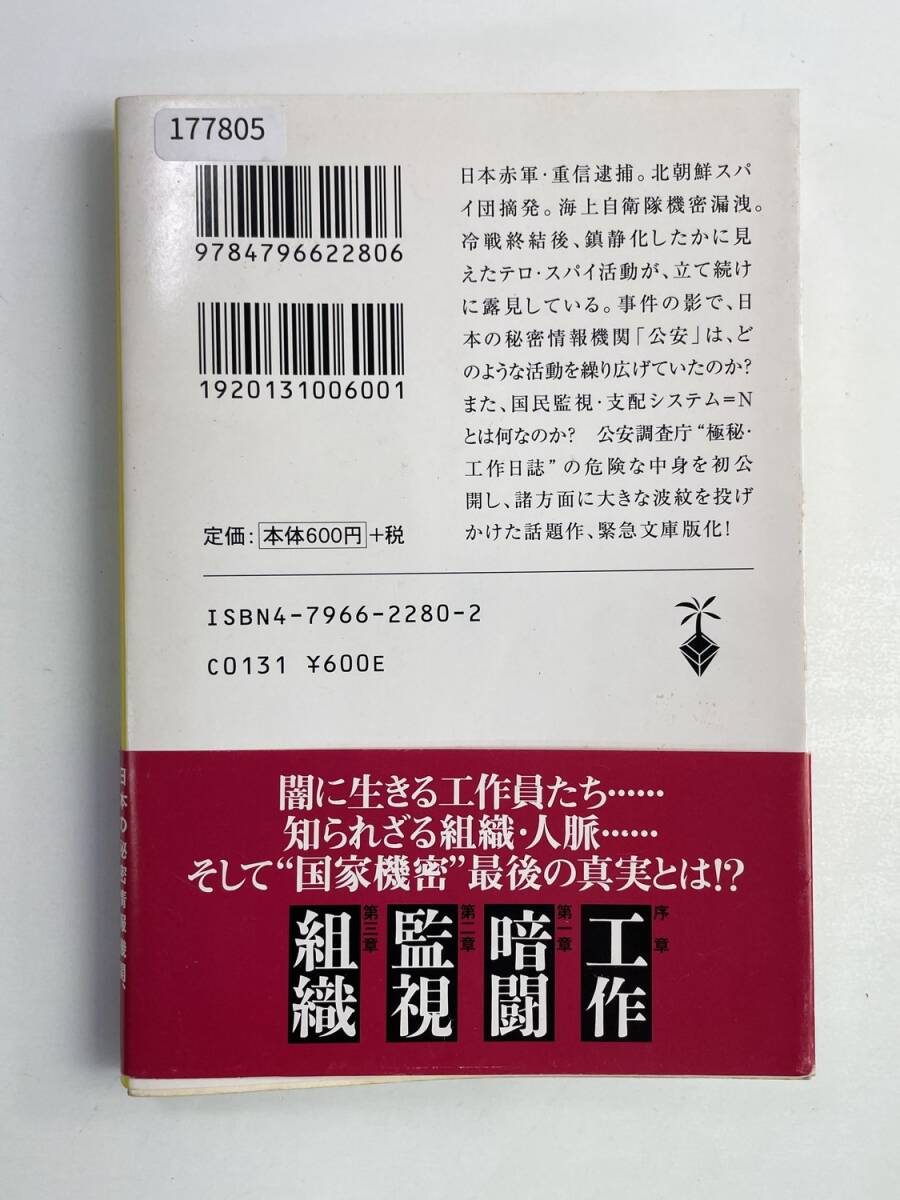 177805
9784796622806
1920131006001
日本赤軍・重信逮捕。北朝鮮スパ
イ団摘発。海上自衛隊機密漏洩。
冷戦終結後、鎮静化したかに見
えたテロ・スパイ活動が、立て続け
に露見している。事件の影で、日
本の秘密情報機関「公安」は、ど
のような活動を繰り広げていたのか?
また、国民監視・支配システム=N
とは何なのか? 公安調査庁“極秘・
工作日誌”の危険な中身を初公
開し、諸方面に大きな波紋を投げ
かけた話題作、緊急文庫版化!
定価:本体600円+税
ISBN4-7966-2280-2
C0131 ¥600E
闇に生きる工作員たち……
知られざる組織・人脈……
そして“国家機密”最後の真実とは!?
序章
工作
第一章
暗闘
第二章
監視
第三章
組織
日本の秘密情報機関、